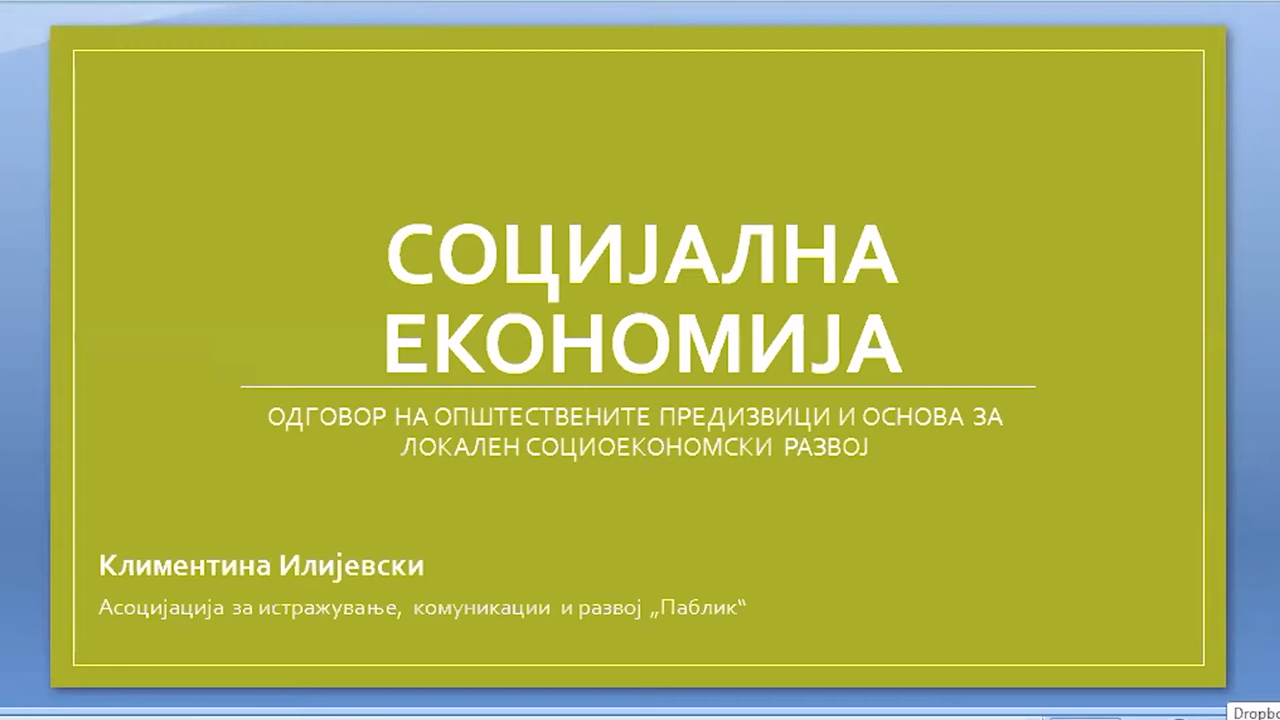 СОЦИЈАЛНА
ЕКОНОМИЈА
ОДГОВОР НА ОПШТЕСТВЕНИТЕ ПРЕДИЗВИЦИ И ОСНОВА ЗА
ЛОКАЛЕН СОЦИОЕКОНОМСКИ РАЗВОЈ
Климентина Илијевски
Асоцијација за истражување, комуникации и развој „Паблик“